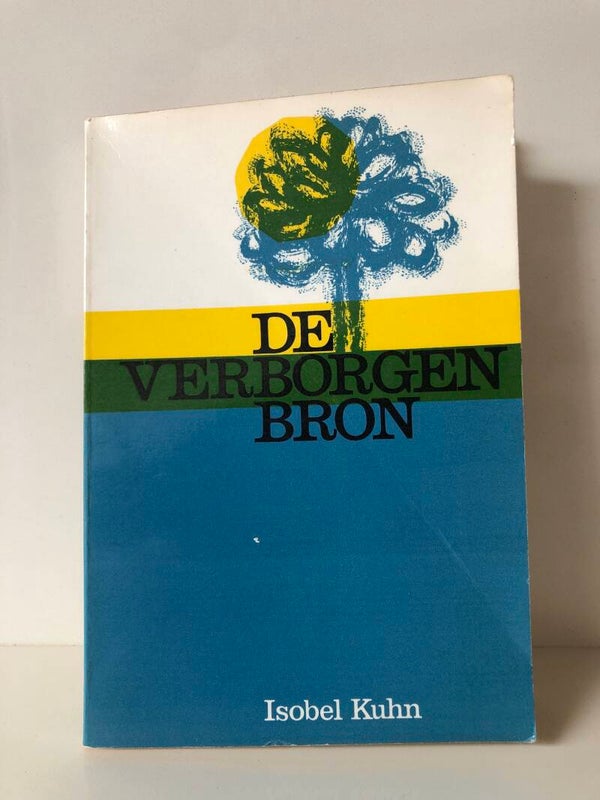 DE
VERBORGEN
BRON
Isobel Kuhn